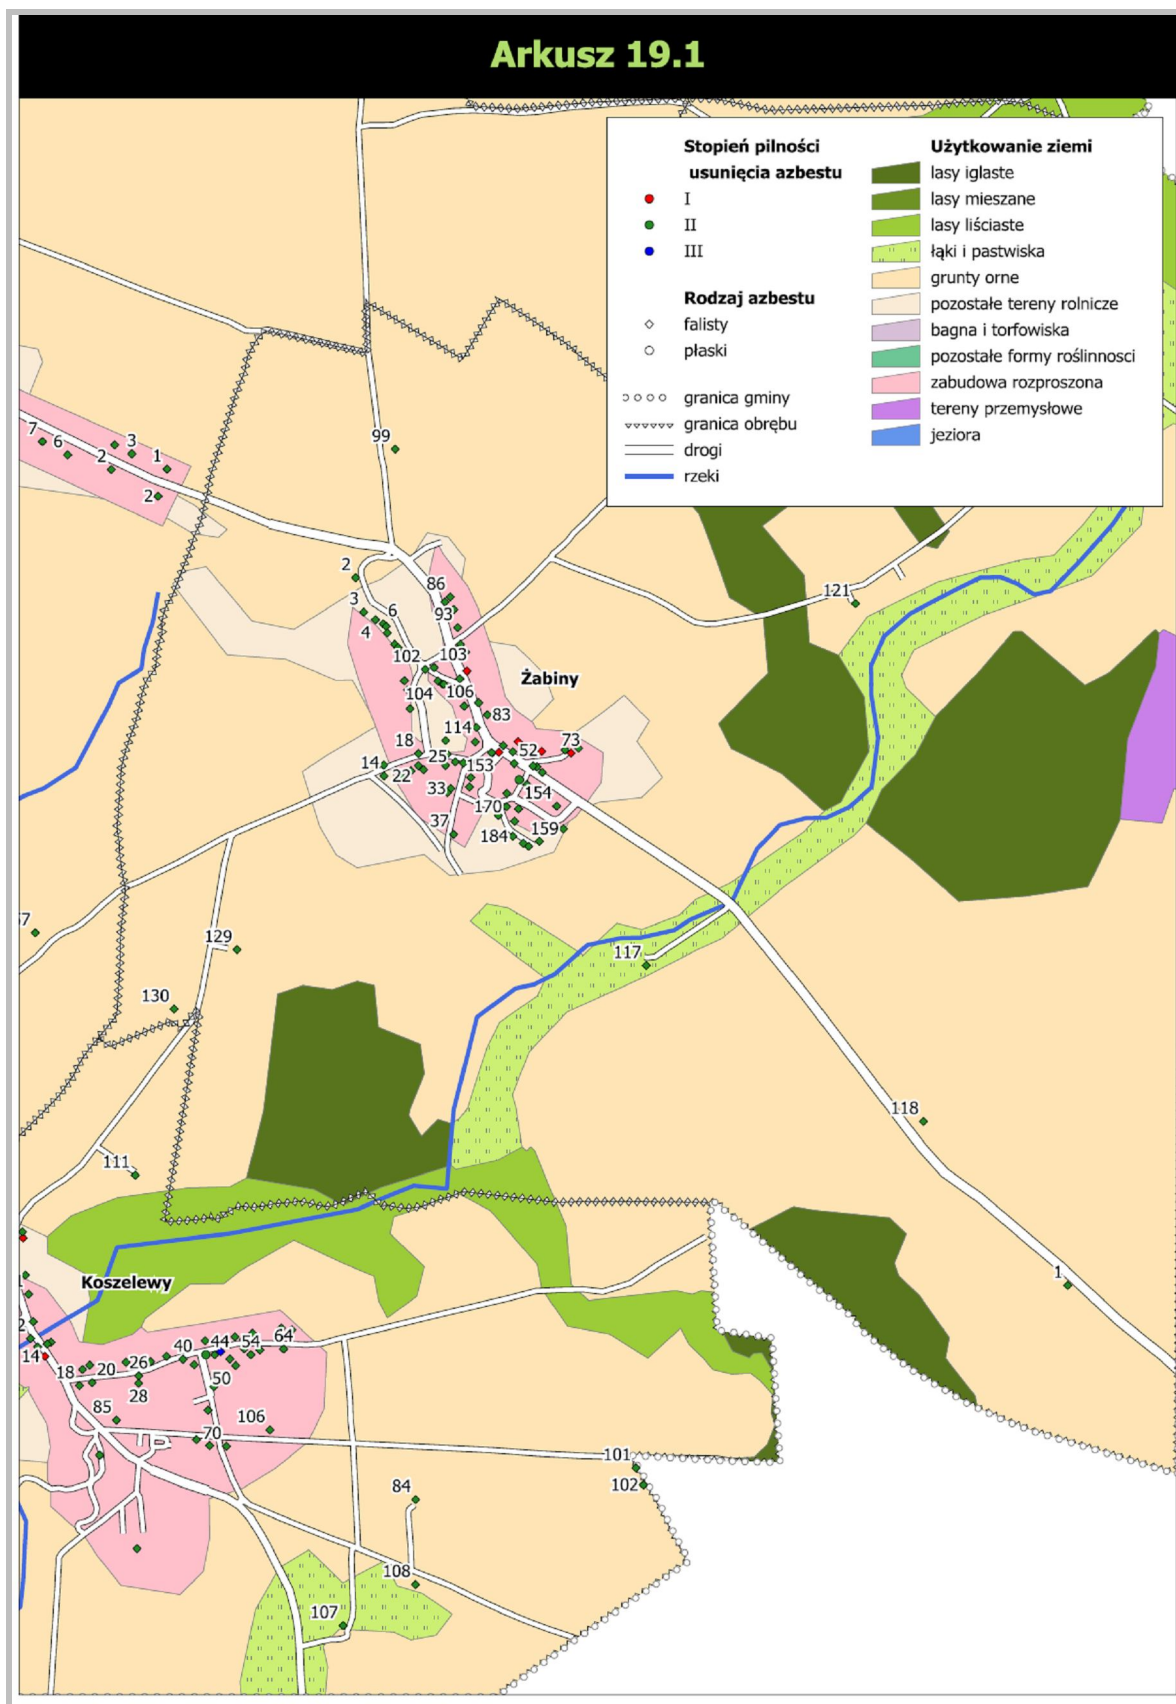 Arkusz 19.1
Stopień pilności
usunięcia azbestu
I
II
III
Rodzaj azbestu
falisty
płaski
granica gminy
granica obrębu
drogi
rzeki
Użytkowanie ziemi
lasy iglaste
lasy mieszane
lasy liściaste
łąki i pastwiska
grunty orne
pozostałe tereny rolnicze
bagna i torfowiska
pozostałe formy roślinnosci
zabudowa rozproszona
tereny przemysłowe
jeziora
99
7
6
3
2
1
2
2
86
121
3
6
93
4
102
103
Żabiny
104
106
83
114
18
52
73
14
25
22
153
33
154
170
37
184
159
129
117
130
118
111
1
Koszelewy
14
40
44
54
64
18
20
26
28
50
85
106
70
101
84
102
108
107